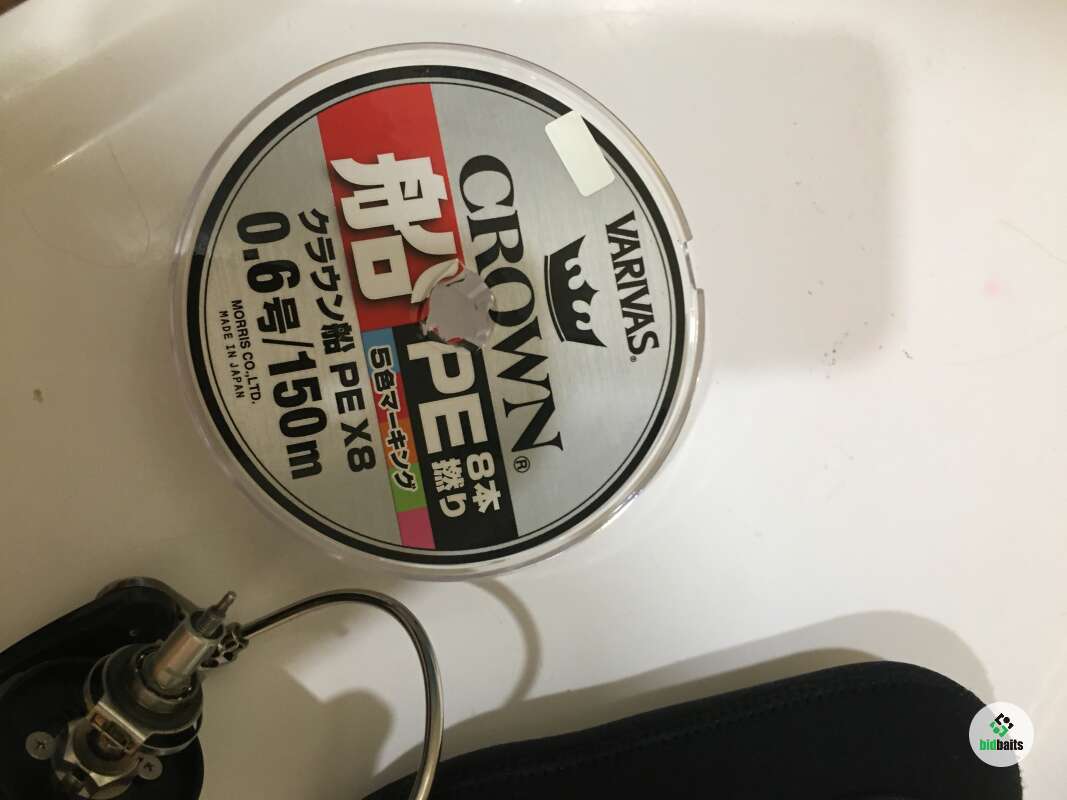 VARIVAS®
CROWN®
船 PE 8本撚り
5色マーキング
クラウン船 PE X8
0.6号/150m
MORRIS CO.,LTD.
MADE IN JAPAN
bidbaits